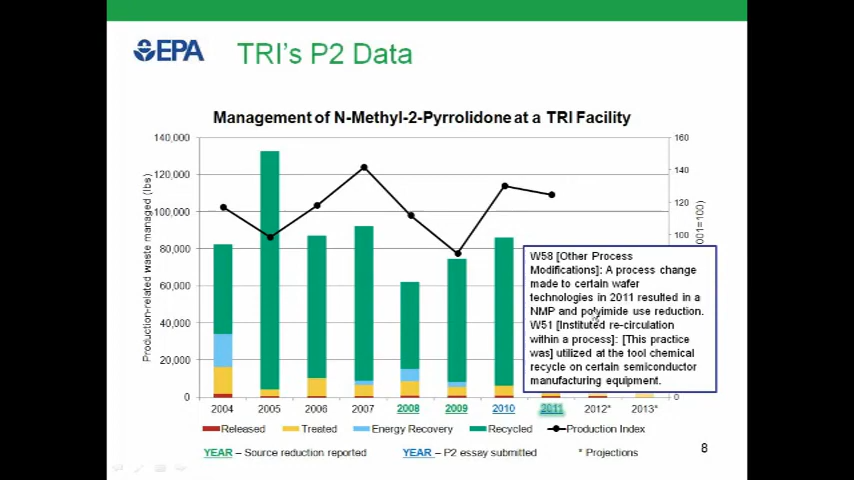 EPA
TRI's P2 Data
Management of N-Methyl-2-Pyrrolidone at a TRI Facility
140,000
120,000
100,000
80,000
60,000
40,000
20,000
0
Production-related waste managed (lbs)
160
140
120
100
0
001=100)
W58 [Other Process
Modifications]: A process change
made to certain wafer
technologies in 2011 resulted in a
NMP and polyimide use reduction.
W51 [Instituted re-circulation
within a process]: [This practice
was] utilized at the tool chemical
recycle on certain semiconductor
manufacturing equipment.
2004 2005 2006 2007 2008 2009 2010 2011 2012* 2013*
Released Treated Energy Recovery Recycled Production Index
YEAR – Source reduction reported YEAR – P2 essay submitted * Projections
8